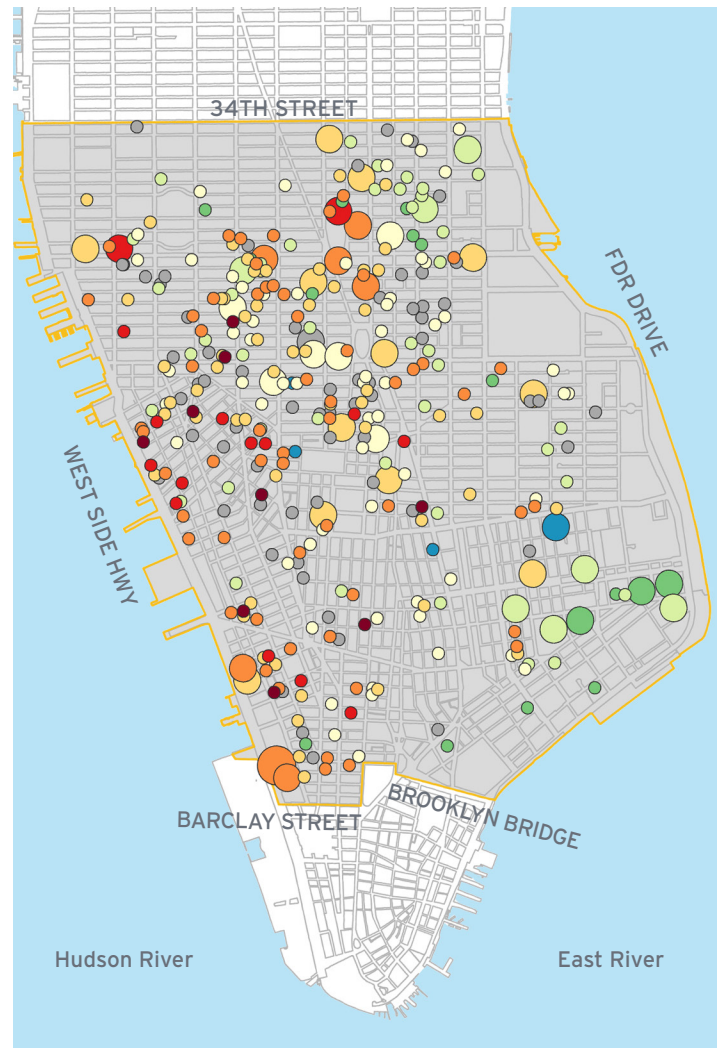 34TH STREET
FDR DRIVE
WEST SIDE HWY
BARCLAY STREET
BROOKLYN BRIDGE
Hudson River
East River